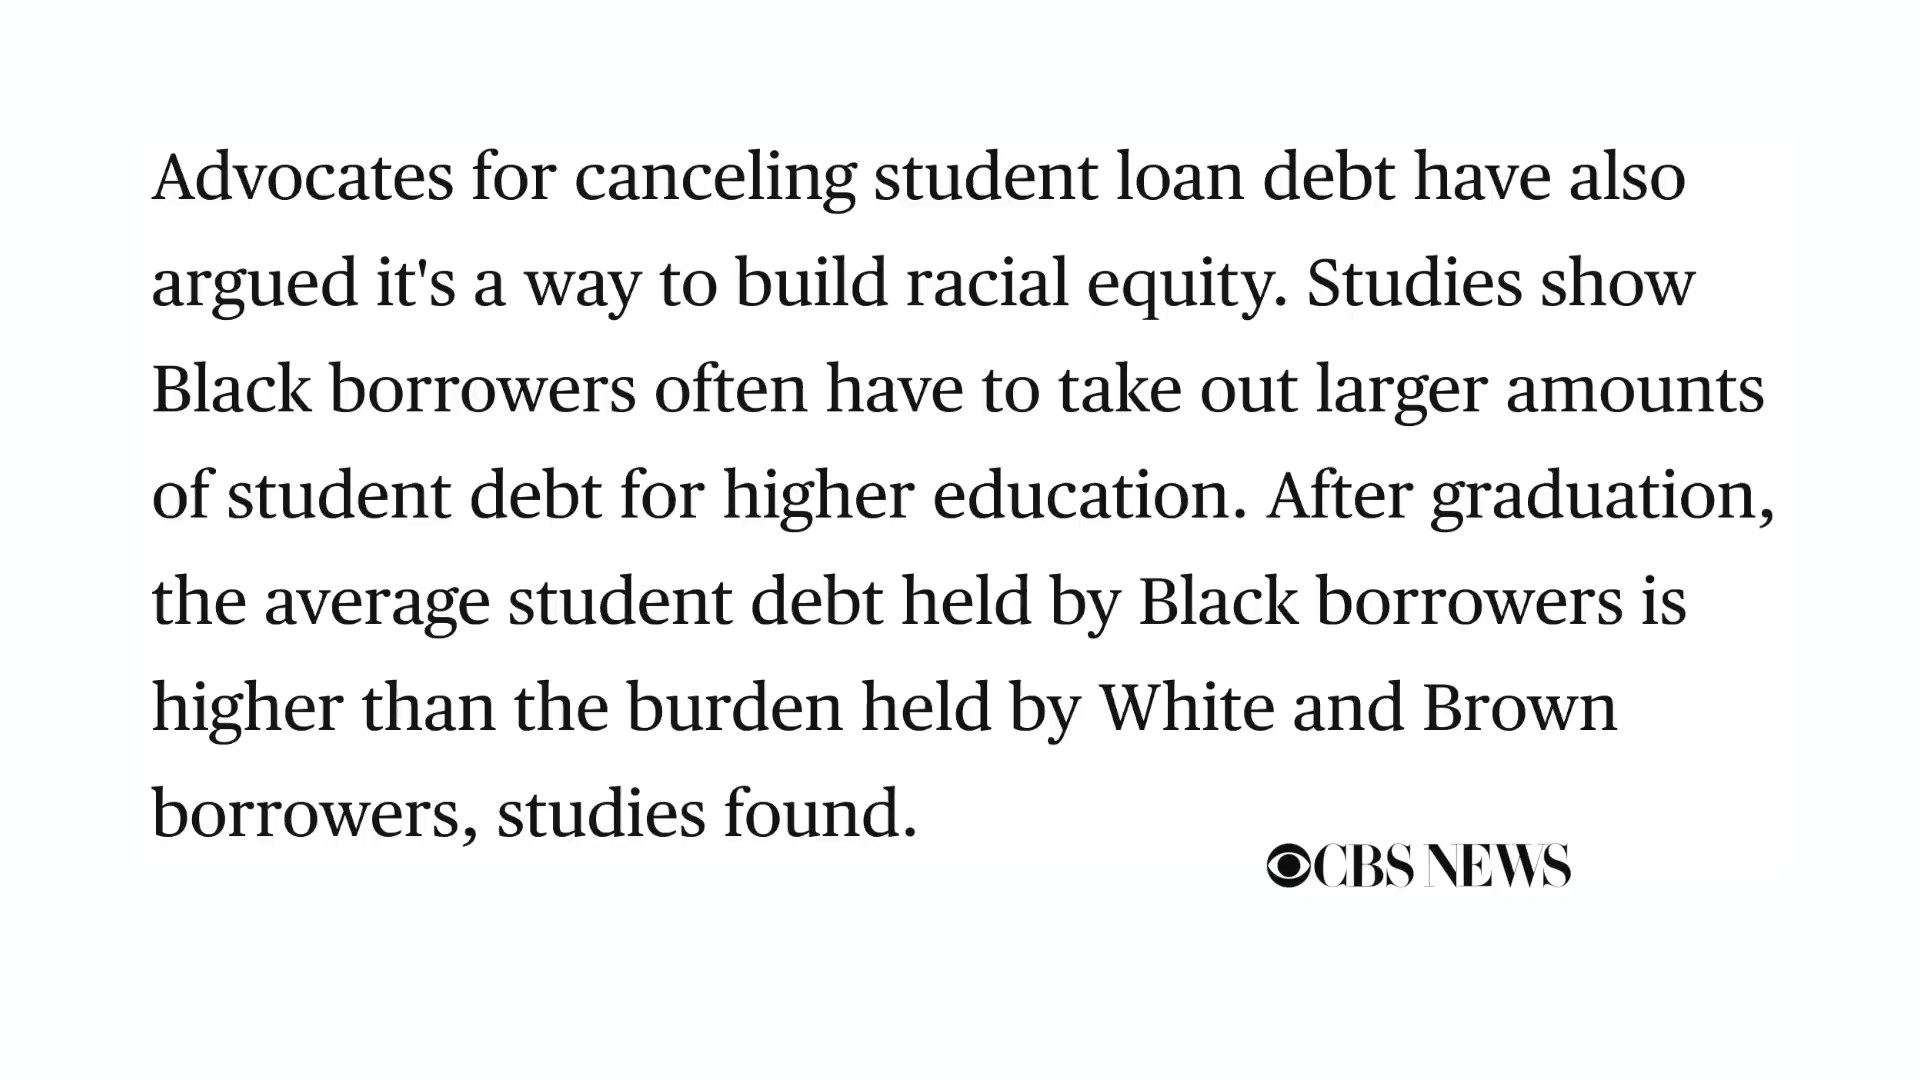 Advocates for canceling student loan debt have also
argued it's a way to build racial equity. Studies show
Black borrowers often have to take out larger amounts
of student debt for higher education. After graduation,
the average student debt held by Black borrowers is
higher than the burden held by White and Brown
borrowers, studies found.
CBS NEWS